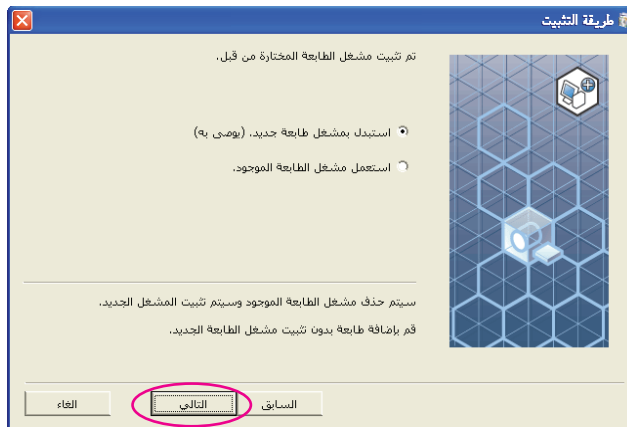 طريقة التثبيت
تم تثبيت مشغل الطابعة المختارة من قبل.
استبدل بمشغل طابعة جديد. (يوصى به)
استعمل مشغل الطابعة الموجود.
سيتم حذف مشغل الطابعة الموجود وسيتم تثبيت المشغل الجديد.
قم بإضافة طابعة بدون تثبيت مشغل الطابعة الجديد.
السابق
التالي
الغاء